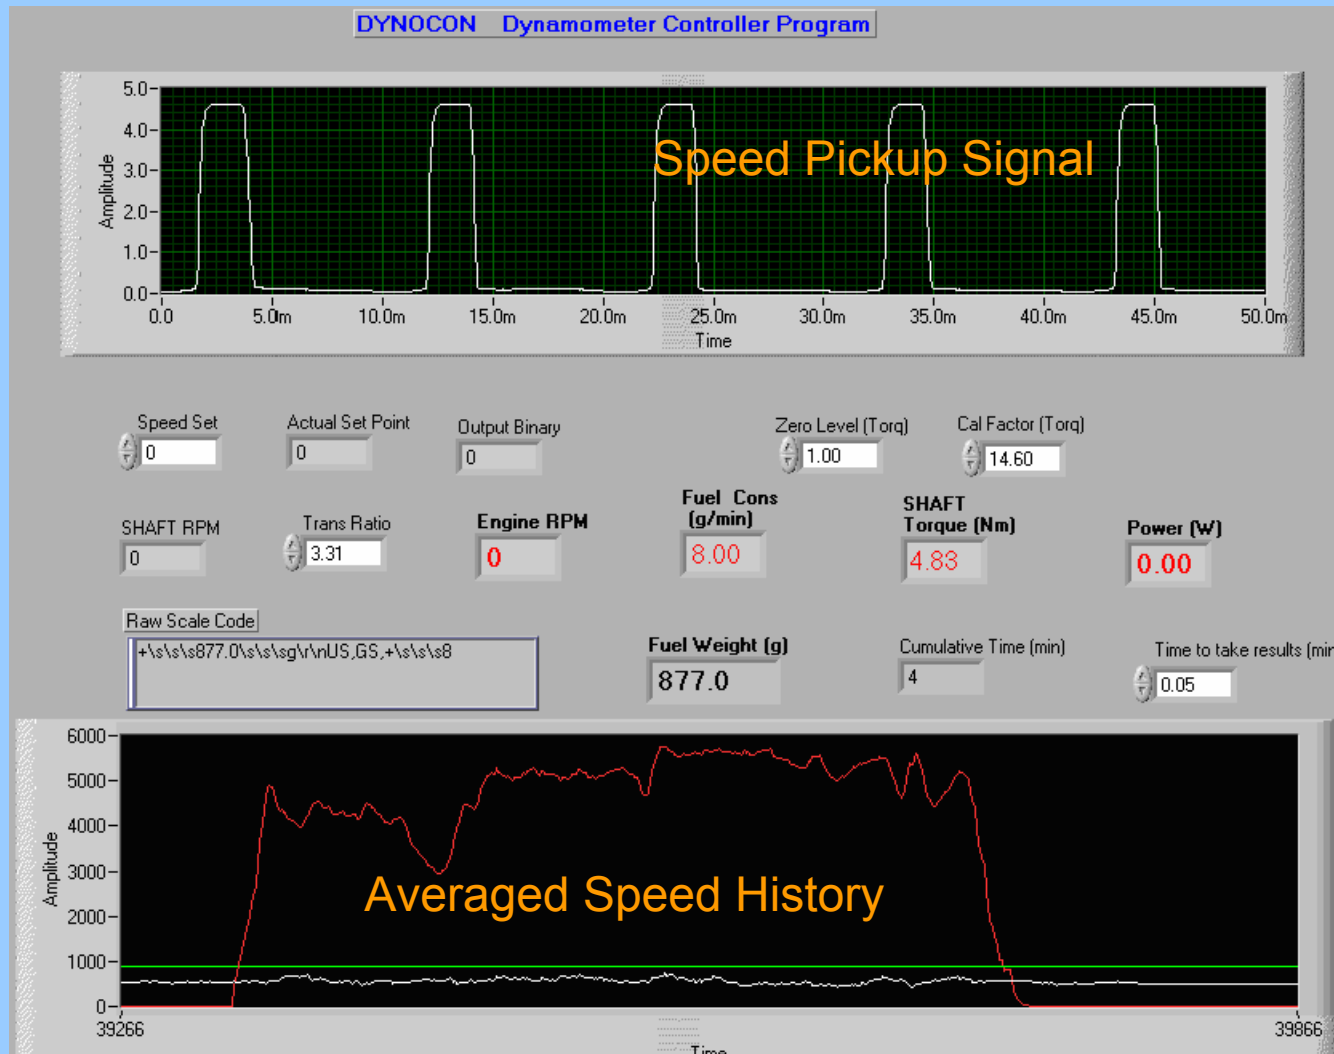 DYNOCON Dynamometer Controller Program
5.0
4.0
3.0
2.0
1.0
0.0
Amplitude
Speed Pickup Signal
0.0 5.0m 10.0m 15.0m 20.0m 25.0m 30.0m 35.0m 40.0m 45.0m 50.0m
Time
Speed Set Actual Set Point Output Binary Zero Level (Torq) Cal Factor (Torq)
0 0 0 1.00 14.60
SHAFT RPM Trans Ratio Engine RPM Fuel Cons (g/min) SHAFT Torque (Nm) Power (W)
0 3.31 0 8.00 4.83 0.00
Raw Scale Code
+\s\s\s877.0\s\s\sg\r\nUS,GS,+\s\s\s8
Fuel Weight (g) Cumulative Time (min) Time to take results (min
877.0 4 0.05
6000
5000
4000
3000
2000
1000
0
Amplitude
Averaged Speed History
39266 39866
Time